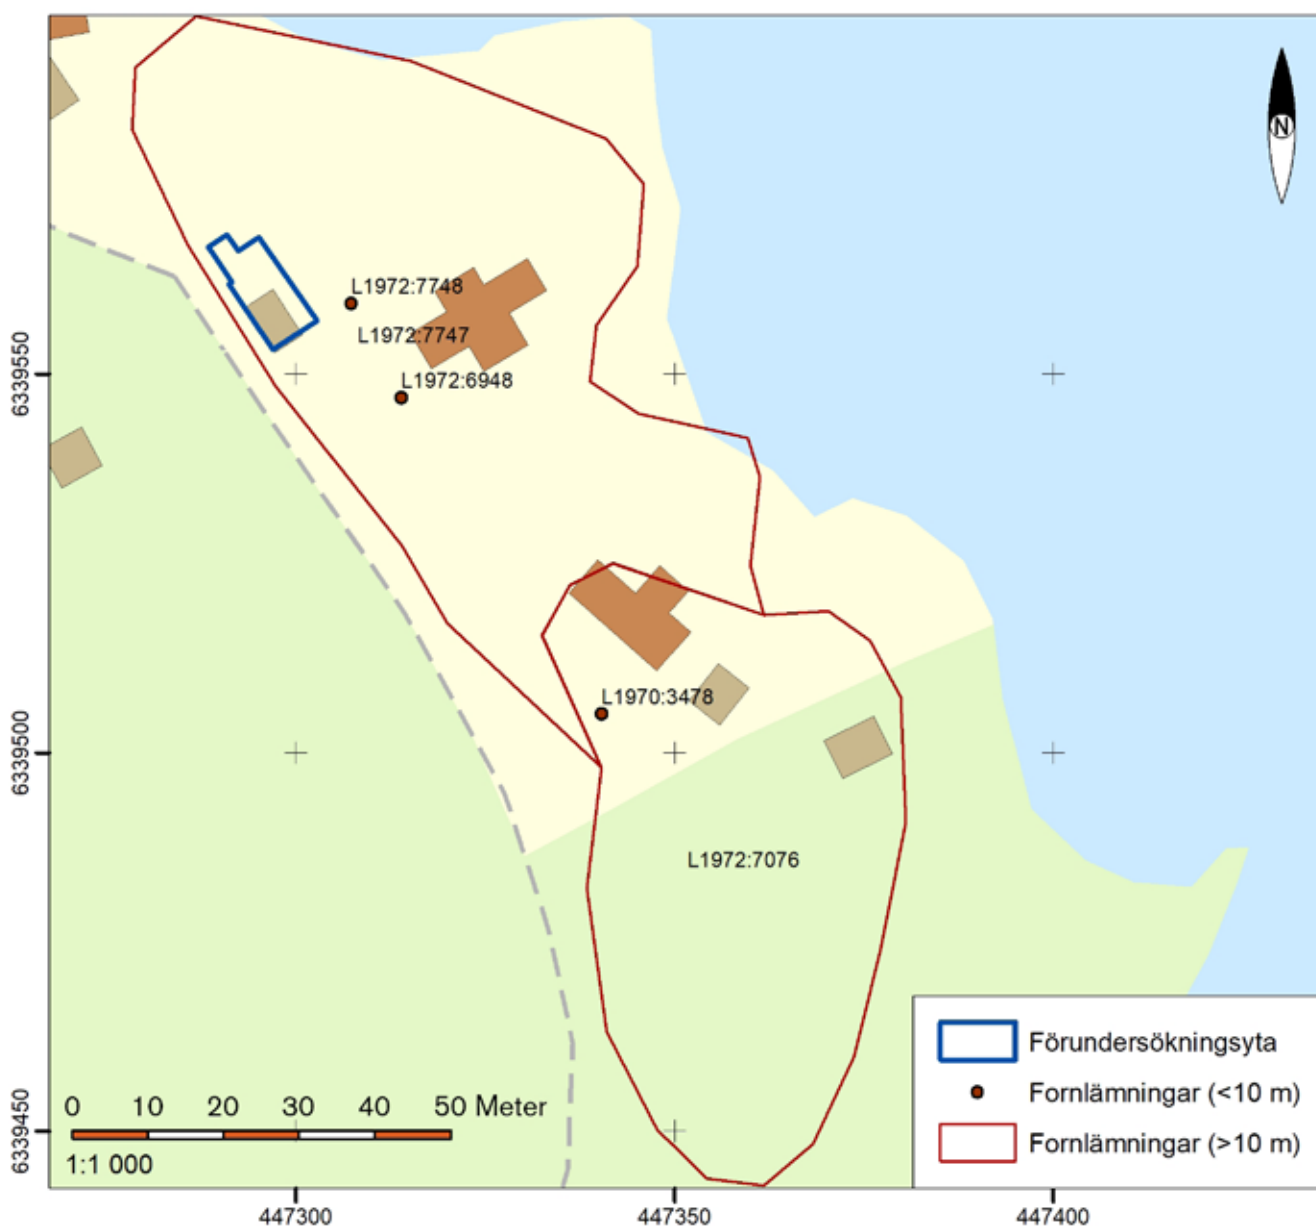 N
L1972:7748
L1972:7747
L1972:6948
6339550
L1970:3478
6339500
L1972:7076
Förundersökningsyta
Fornlämningar (<10 m)
Fornlämningar (>10 m)
0 10 20 30 40 50 Meter
1:1 000
6339450
447300 447350 447400